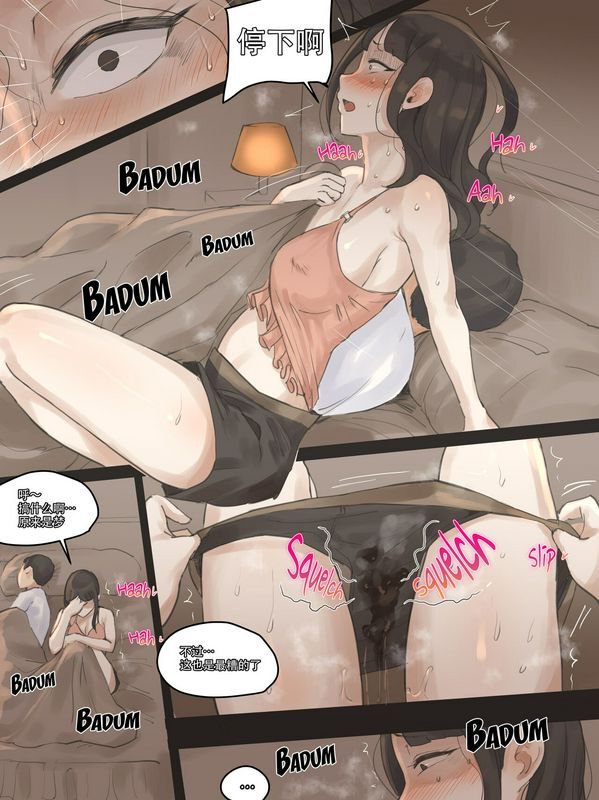 停下啊
Haah
Hah
Aah
BADUM
BADUM
BADUM
呼～
搞什么啊…
原来是梦
Haah
Hah
BADUM
BADUM
Squelch
squelch
Slip
不过…
这也是最糟的了
BADUM
BADUM
...